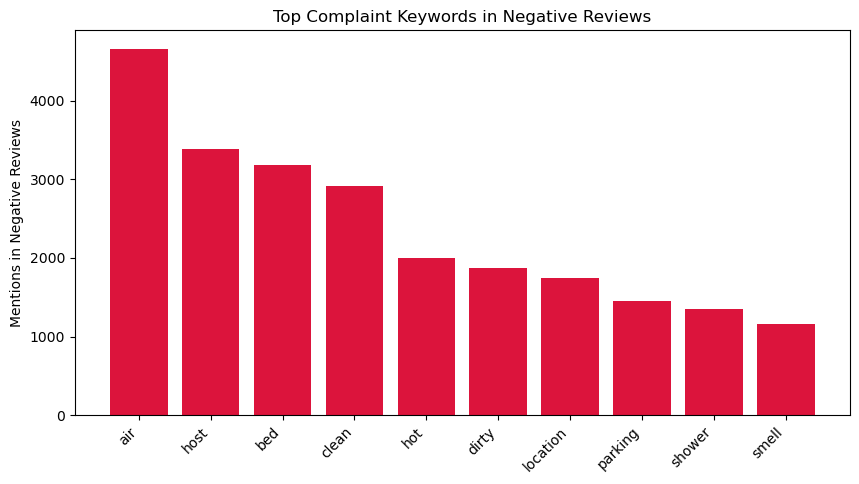 Top Complaint Keywords in Negative Reviews
Mentions in Negative Reviews
4000
3000
2000
1000
0
air
host
bed
clean
hot
dirty
location
parking
shower
smell